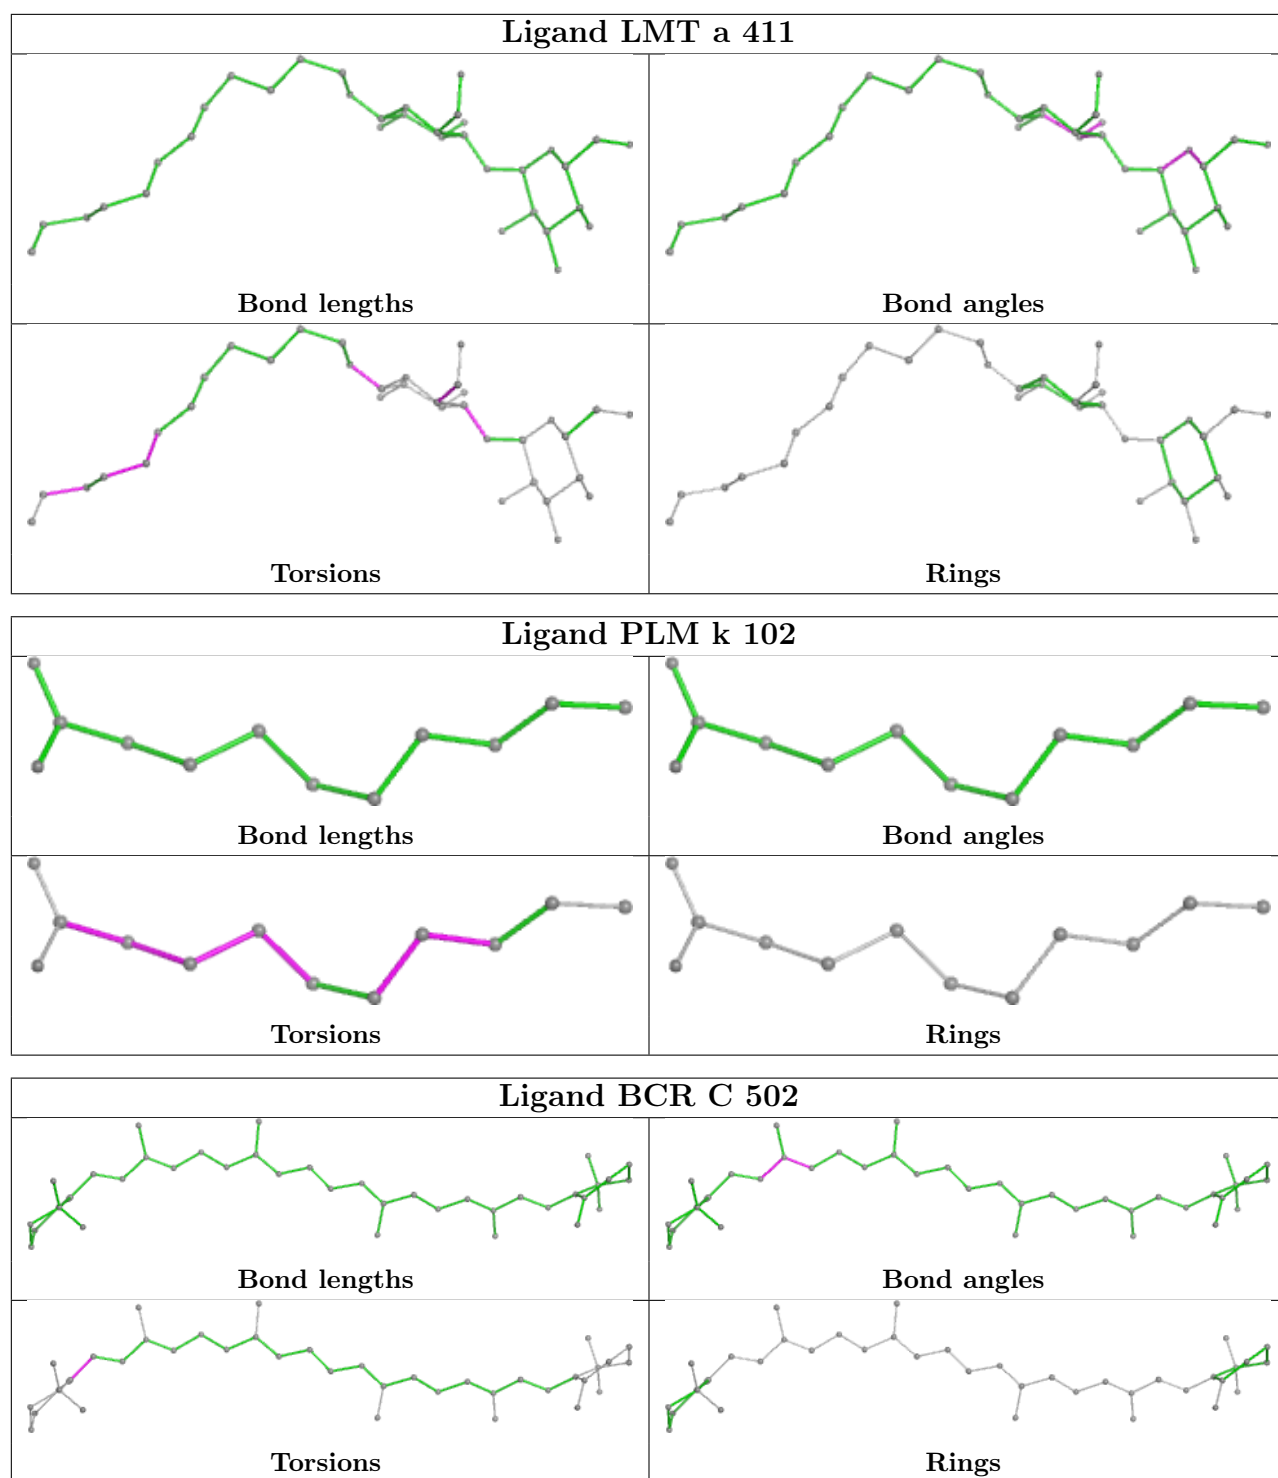 Ligand LMT a 411
Bond lengths
Bond angles
Torsions
Rings
Ligand PLM k 102
Bond lengths
Bond angles
Torsions
Rings
Ligand BCR C 502
Bond lengths
Bond angles
Torsions
Rings